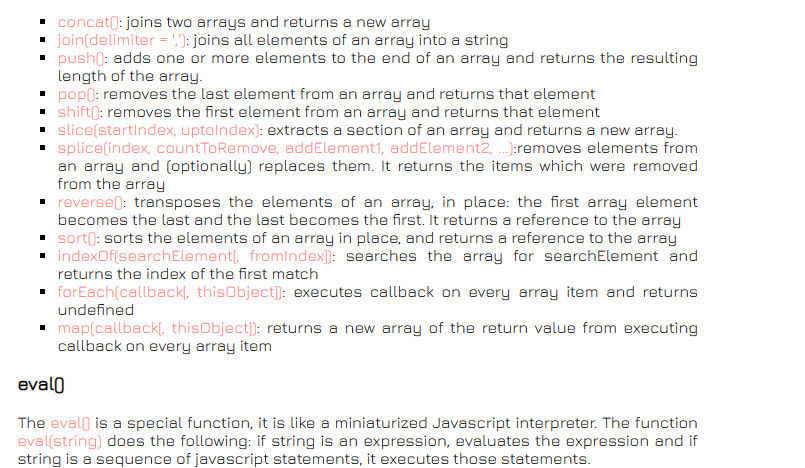 concat(): joins two arrays and returns a new array
join(delimiter = ','): joins all elements of an array into a string
push(): adds one or more elements to the end of an array and returns the resulting
length of the array.
pop(): removes the last element from an array and returns that element
shift(): removes the first element from an array and returns that element
slice(startIndex, uptoIndex): extracts a section of an array and returns a new array.
splice(index, countToRemove, addElement1, addElement2, ...):removes elements from
an array and (optionally) replaces them. It returns the items which were removed
from the array
reverse(): transposes the elements of an array, in place: the first array element
becomes the last and the last becomes the first. It returns a reference to the array
sort(): sorts the elements of an array in place, and returns a reference to the array
indexOf(searchElement[, fromIndex]): searches the array for searchElement and
returns the index of the first match
forEach(callback[, thisObject]): executes callback on every array item and returns
undefined
map(callback[, thisObject]): returns a new array of the return value from executing
callback on every array item
eval()
The eval() is a special function, it is like a miniaturized Javascript interpreter. The function
eval(string) does the following: if string is an expression, evaluates the expression and if
string is a sequence of javascript statements, it executes those statements.